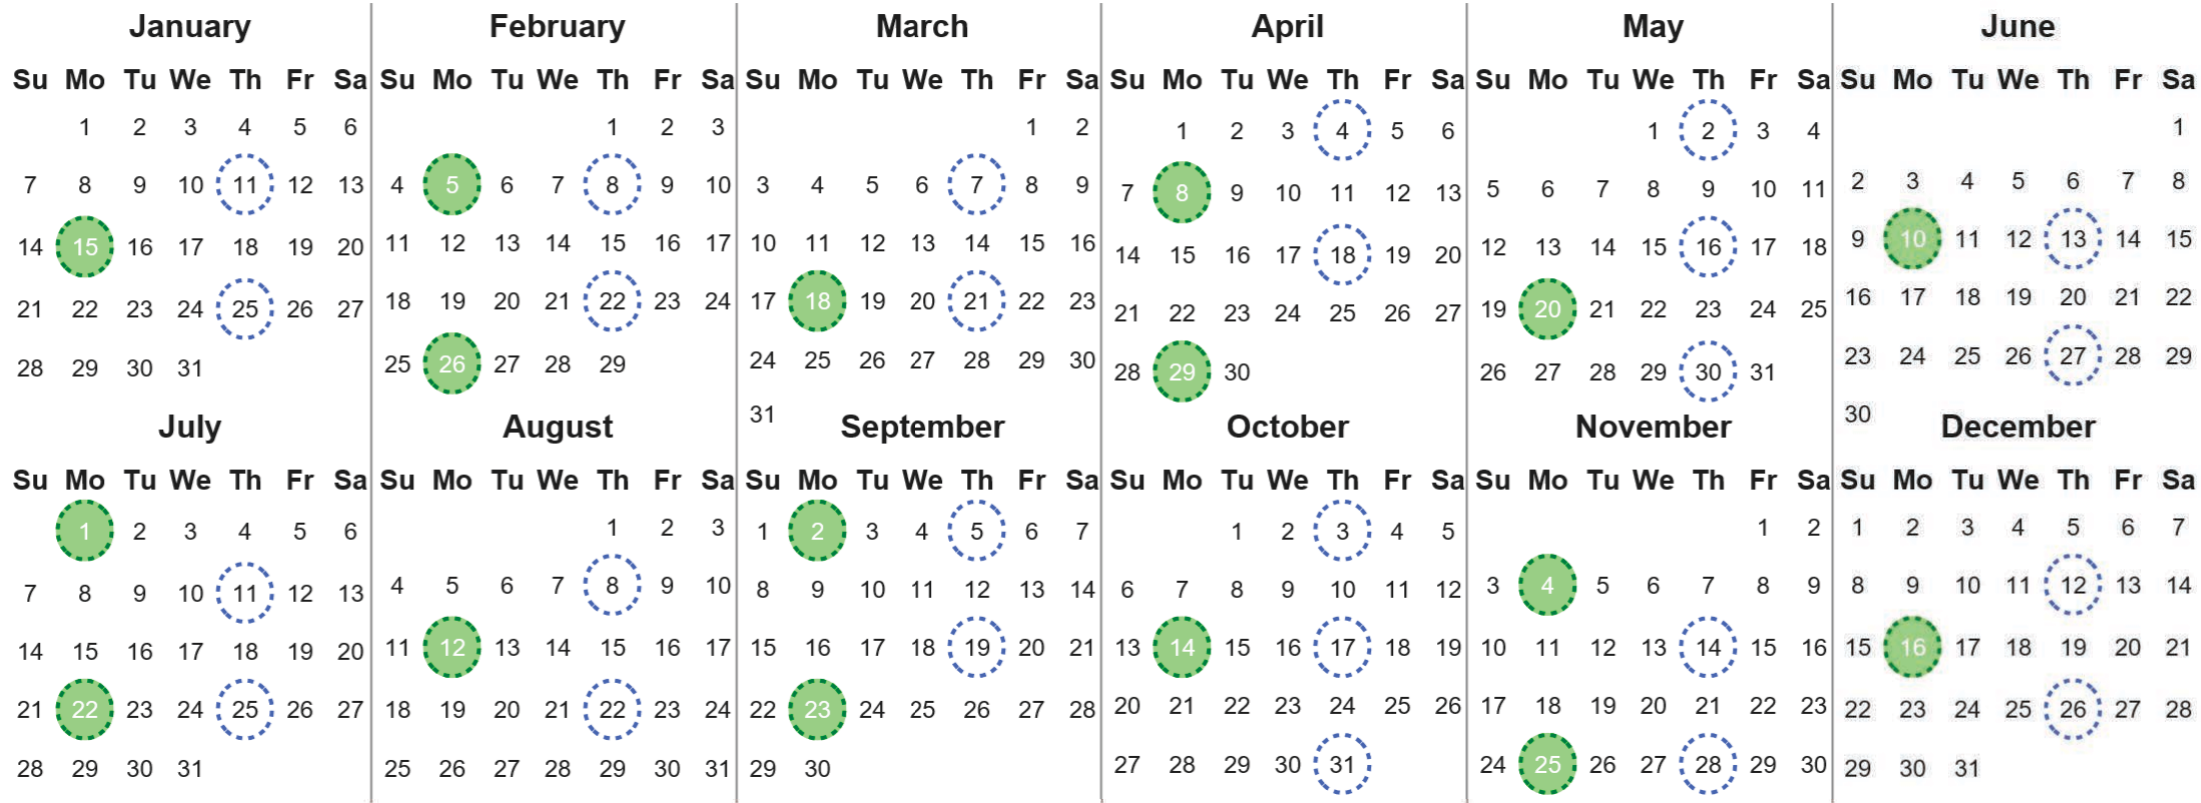 January February March April May June
Su Mo Tu We Th Fr Sa Su Mo Tu We Th Fr Sa Su Mo Tu We Th Fr Sa Su Mo Tu We Th Fr Sa Su Mo Tu We Th Fr Sa Su Mo Tu We Th Fr Sa
1 2 3 4 5 6 1 2 3 1 2 1 2 3 4 5 6 1 2 3 4 1
7 8 9 10 11 12 13 4 5 6 7 8 9 10 3 4 5 6 7 8 9 7 8 9 10 11 12 13 5 6 7 8 9 10 11 2 3 4 5 6 7 8
14 15 16 17 18 19 20 11 12 13 14 15 16 17 10 11 12 13 14 15 16 14 15 16 17 18 19 20 12 13 14 15 16 17 18 9 10 11 12 13 14 15
21 22 23 24 25 26 27 18 19 20 21 22 23 24 17 18 19 20 21 22 23 21 22 23 24 25 26 27 19 20 21 22 23 24 25 16 17 18 19 20 21 22
28 29 30 31 25 26 27 28 29 24 25 26 27 28 29 30 28 29 30 26 27 28 29 30 31 23 24 25 26 27 28 29
31 30
July August September October November December
Su Mo Tu We Th Fr Sa Su Mo Tu We Th Fr Sa Su Mo Tu We Th Fr Sa Su Mo Tu We Th Fr Sa Su Mo Tu We Th Fr Sa Su Mo Tu We Th Fr Sa
1 2 3 4 5 6 1 2 3 1 2 3 4 5 6 7 1 2 3 4 5 1 2 1 2 3 4 5 6 7
7 8 9 10 11 12 13 4 5 6 7 8 9 10 8 9 10 11 12 13 14 6 7 8 9 10 11 12 3 4 5 6 7 8 9 8 9 10 11 12 13 14
14 15 16 17 18 19 20 11 12 13 14 15 16 17 15 16 17 18 19 20 21 13 14 15 16 17 18 19 10 11 12 13 14 15 16 15 16 17 18 19 20 21
21 22 23 24 25 26 27 18 19 20 21 22 23 24 22 23 24 25 26 27 28 20 21 22 23 24 25 26 17 18 19 20 21 22 23 22 23 24 25 26 27 28
28 29 30 31 25 26 27 28 29 30 31 29 30 27 28 29 30 31 24 25 26 27 28 29 30 29 30 31